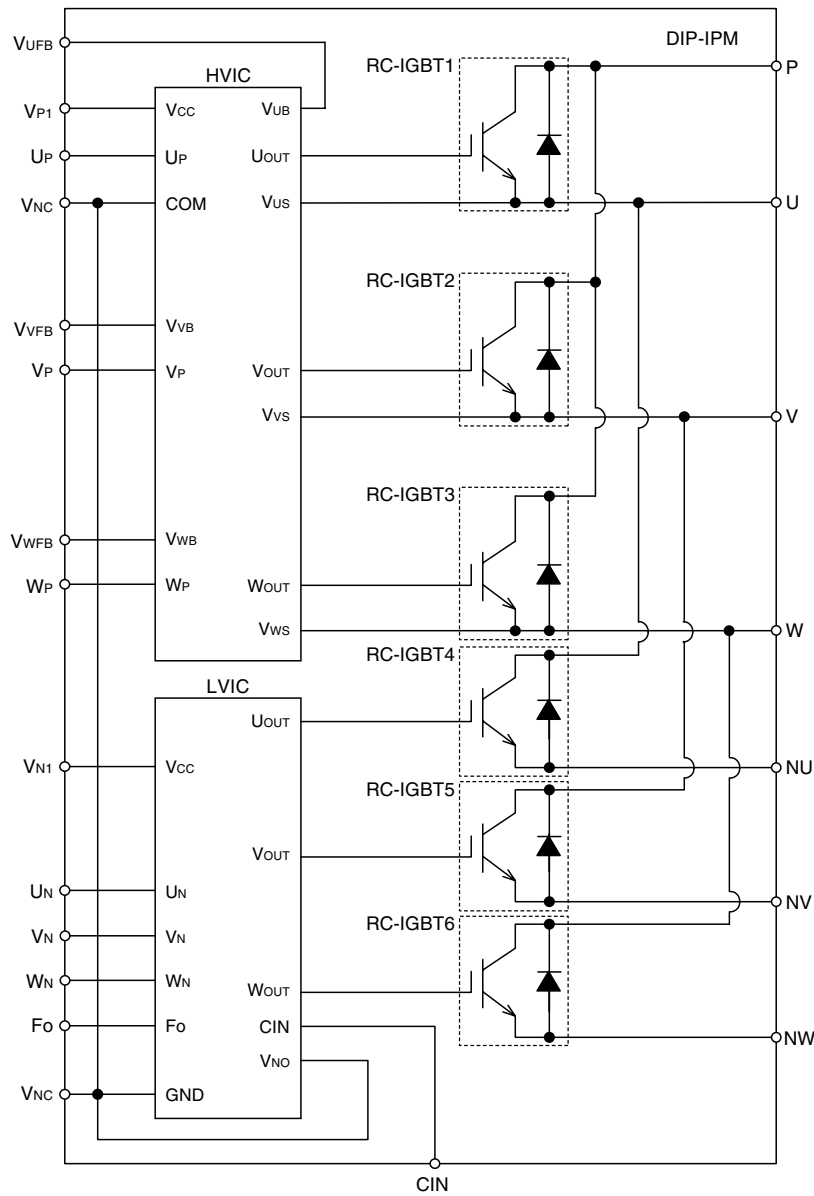 DIP-IPM
VUFB
RC-IGBT1
P
HVIC
VP1
VCC
VUB
UP
UP
UOUT
VNC
COM
VUS
U
RC-IGBT2
VVFB
VVB
VP
VP
VOUT
VVS
V
RC-IGBT3
VWFB
VWB
WP
WP
WOUT
VWS
W
RC-IGBT4
LVIC
UOUT
VN1
VCC
NU
RC-IGBT5
VOUT
UN
UN
NV
RC-IGBT6
VN
VN
WN
WN
WOUT
FO
FO
CIN
NW
VNO
VNC
GND
CIN